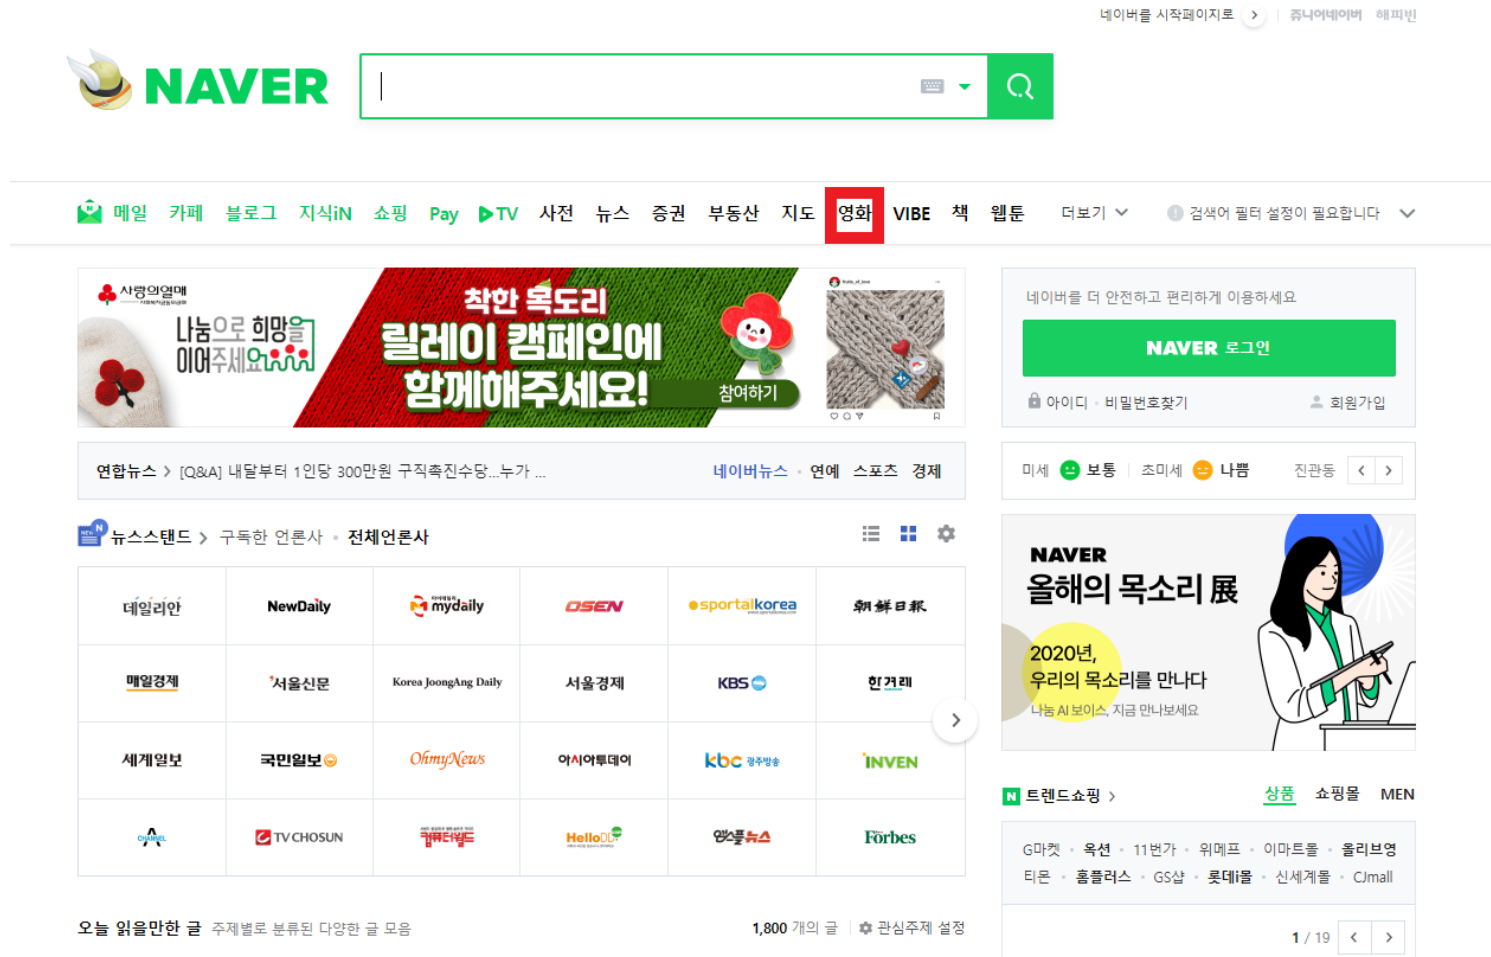 네이버를 시작페이지로 쥬니어네이버 해피빈
NAVER
메일 카페 블로그 지식iN 쇼핑 Pay TV 사전 뉴스 증권 부동산 지도 영화 VIBE 책 웹툰 더보기 검색어 필터 설정이 필요합니다
사랑의열매
나눔으로 희망을
이어주세요
착한 목도리
릴레이 캠페인에
함께해주세요!
참여하기
네이버를 더 안전하고 편리하게 이용하세요
NAVER 로그인
아이디 · 비밀번호찾기 회원가입
연합뉴스 > [Q&A] 내달부터 1인당 300만원 구직촉진수당...누가 ... 네이버뉴스 · 연예 스포츠 경제
미세 보통 초미세 나쁨 진관동
뉴스스탠드 > 구독한 언론사 · 전체언론사
데일리안 NewDaily mydaily OSEN sportalkorea 朝鮮日報
매일경제 서울신문 Korea JoongAng Daily 서울경제 KBS 한겨레
세계일보 국민일보 OhmyNews 아시아투데이 kbc 광주방송 INVEN
CHANNEL A TV CHOSUN 컴퓨터월드 HelloDD 앱스플뉴스 Forbes
NAVER
올해의 목소리 展
2020년,
우리의 목소리를 만나다
나눔 AI 보이스, 지금 만나보세요
N 트렌드쇼핑 > 상품 쇼핑몰 MEN
G마켓 · 옥션 · 11번가 · 위메프 · 이마트몰 · 올리브영
티몬 · 홈플러스 · GS샵 · 롯데i몰 · 신세계몰 · CJmall
1 / 19
오늘 읽을만한 글 주제별로 분류된 다양한 글 모음 1,800 개의 글 관심주제 설정